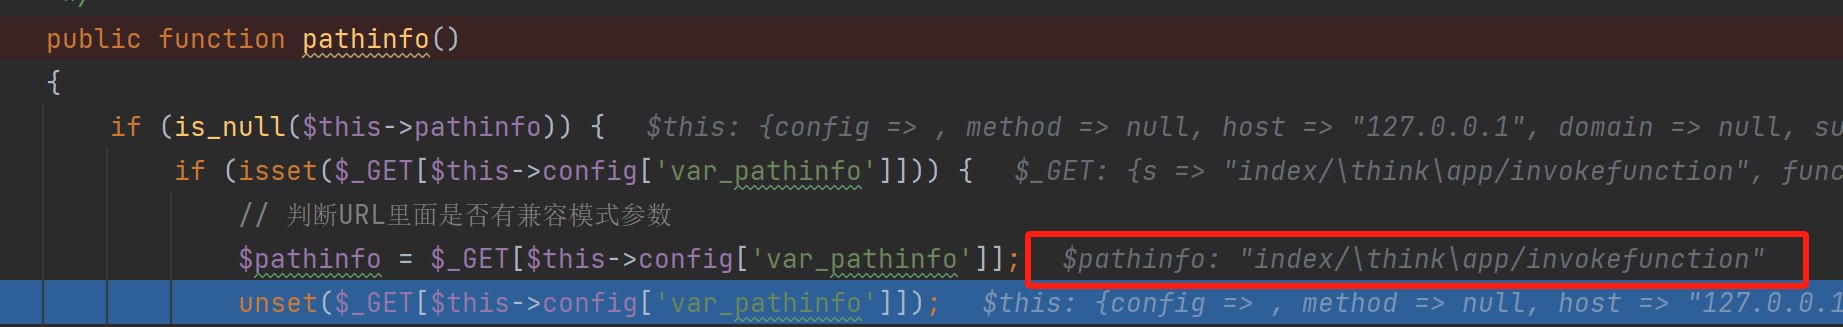 */
public function pathinfo()
{
if (is_null($this->pathinfo)) { $this: {config => , method => null, host => "127.0.0.1", domain => null, su
if (isset($_GET[$this->config['var_pathinfo']])) { $_GET: {s => "index/\think\app/invokefunction", func
// 判断URL里面是否有兼容模式参数
$pathinfo = $_GET[$this->config['var_pathinfo']]; $pathinfo: "index/\think\app/invokefunction"
unset($_GET[$this->config['var_pathinfo']]); $this: {config => , method => null, host => "127.0.0.1